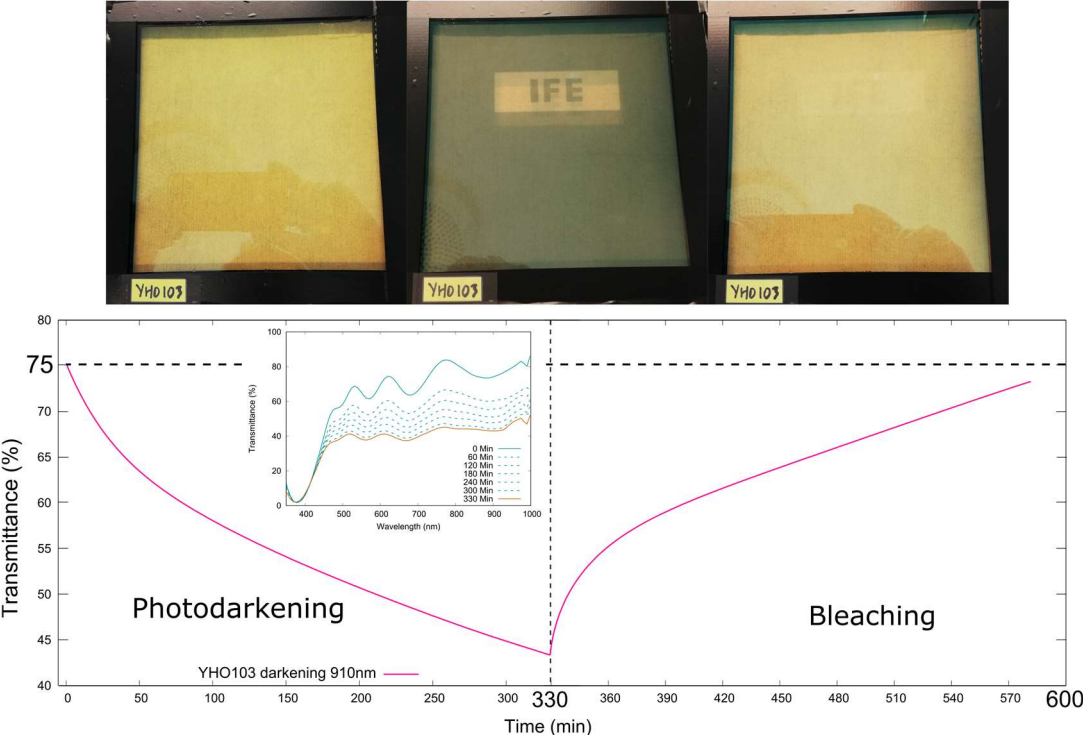 IFE
YHO103
YHO103
YHO103
80
75
70
65
60
55
50
45
40
Transmittance (%)
100
80
60
40
20
0
Transmittance (%)
0 Min
60 Min
120 Min
180 Min
240 Min
300 Min
330 Min
400 500 600 700 800 900 1000
Wavelength (nm)
Photodarkening
Bleaching
YHO103 darkening 910nm
0 50 100 150 200 250 300 330 360 390 420 450 480 510 540 570 600
Time (min)